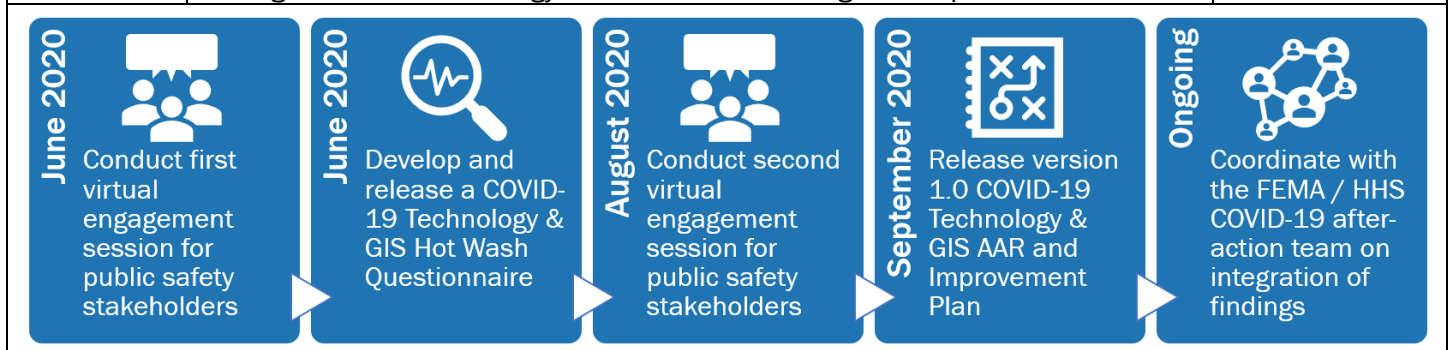 June 2020
Conduct first
virtual
engagement
session for
public safety
stakeholders
June 2020
Develop and
release a COVID-
19 Technology &
GIS Hot Wash
Questionnaire
August 2020
Conduct second
virtual
engagement
session for
public safety
stakeholders
September 2020
Release version
1.0 COVID-19
Technology &
GIS AAR and
Improvement
Plan
Ongoing
Coordinate with
the FEMA / HHS
COVID-19 after-
action team on
integration of
findings